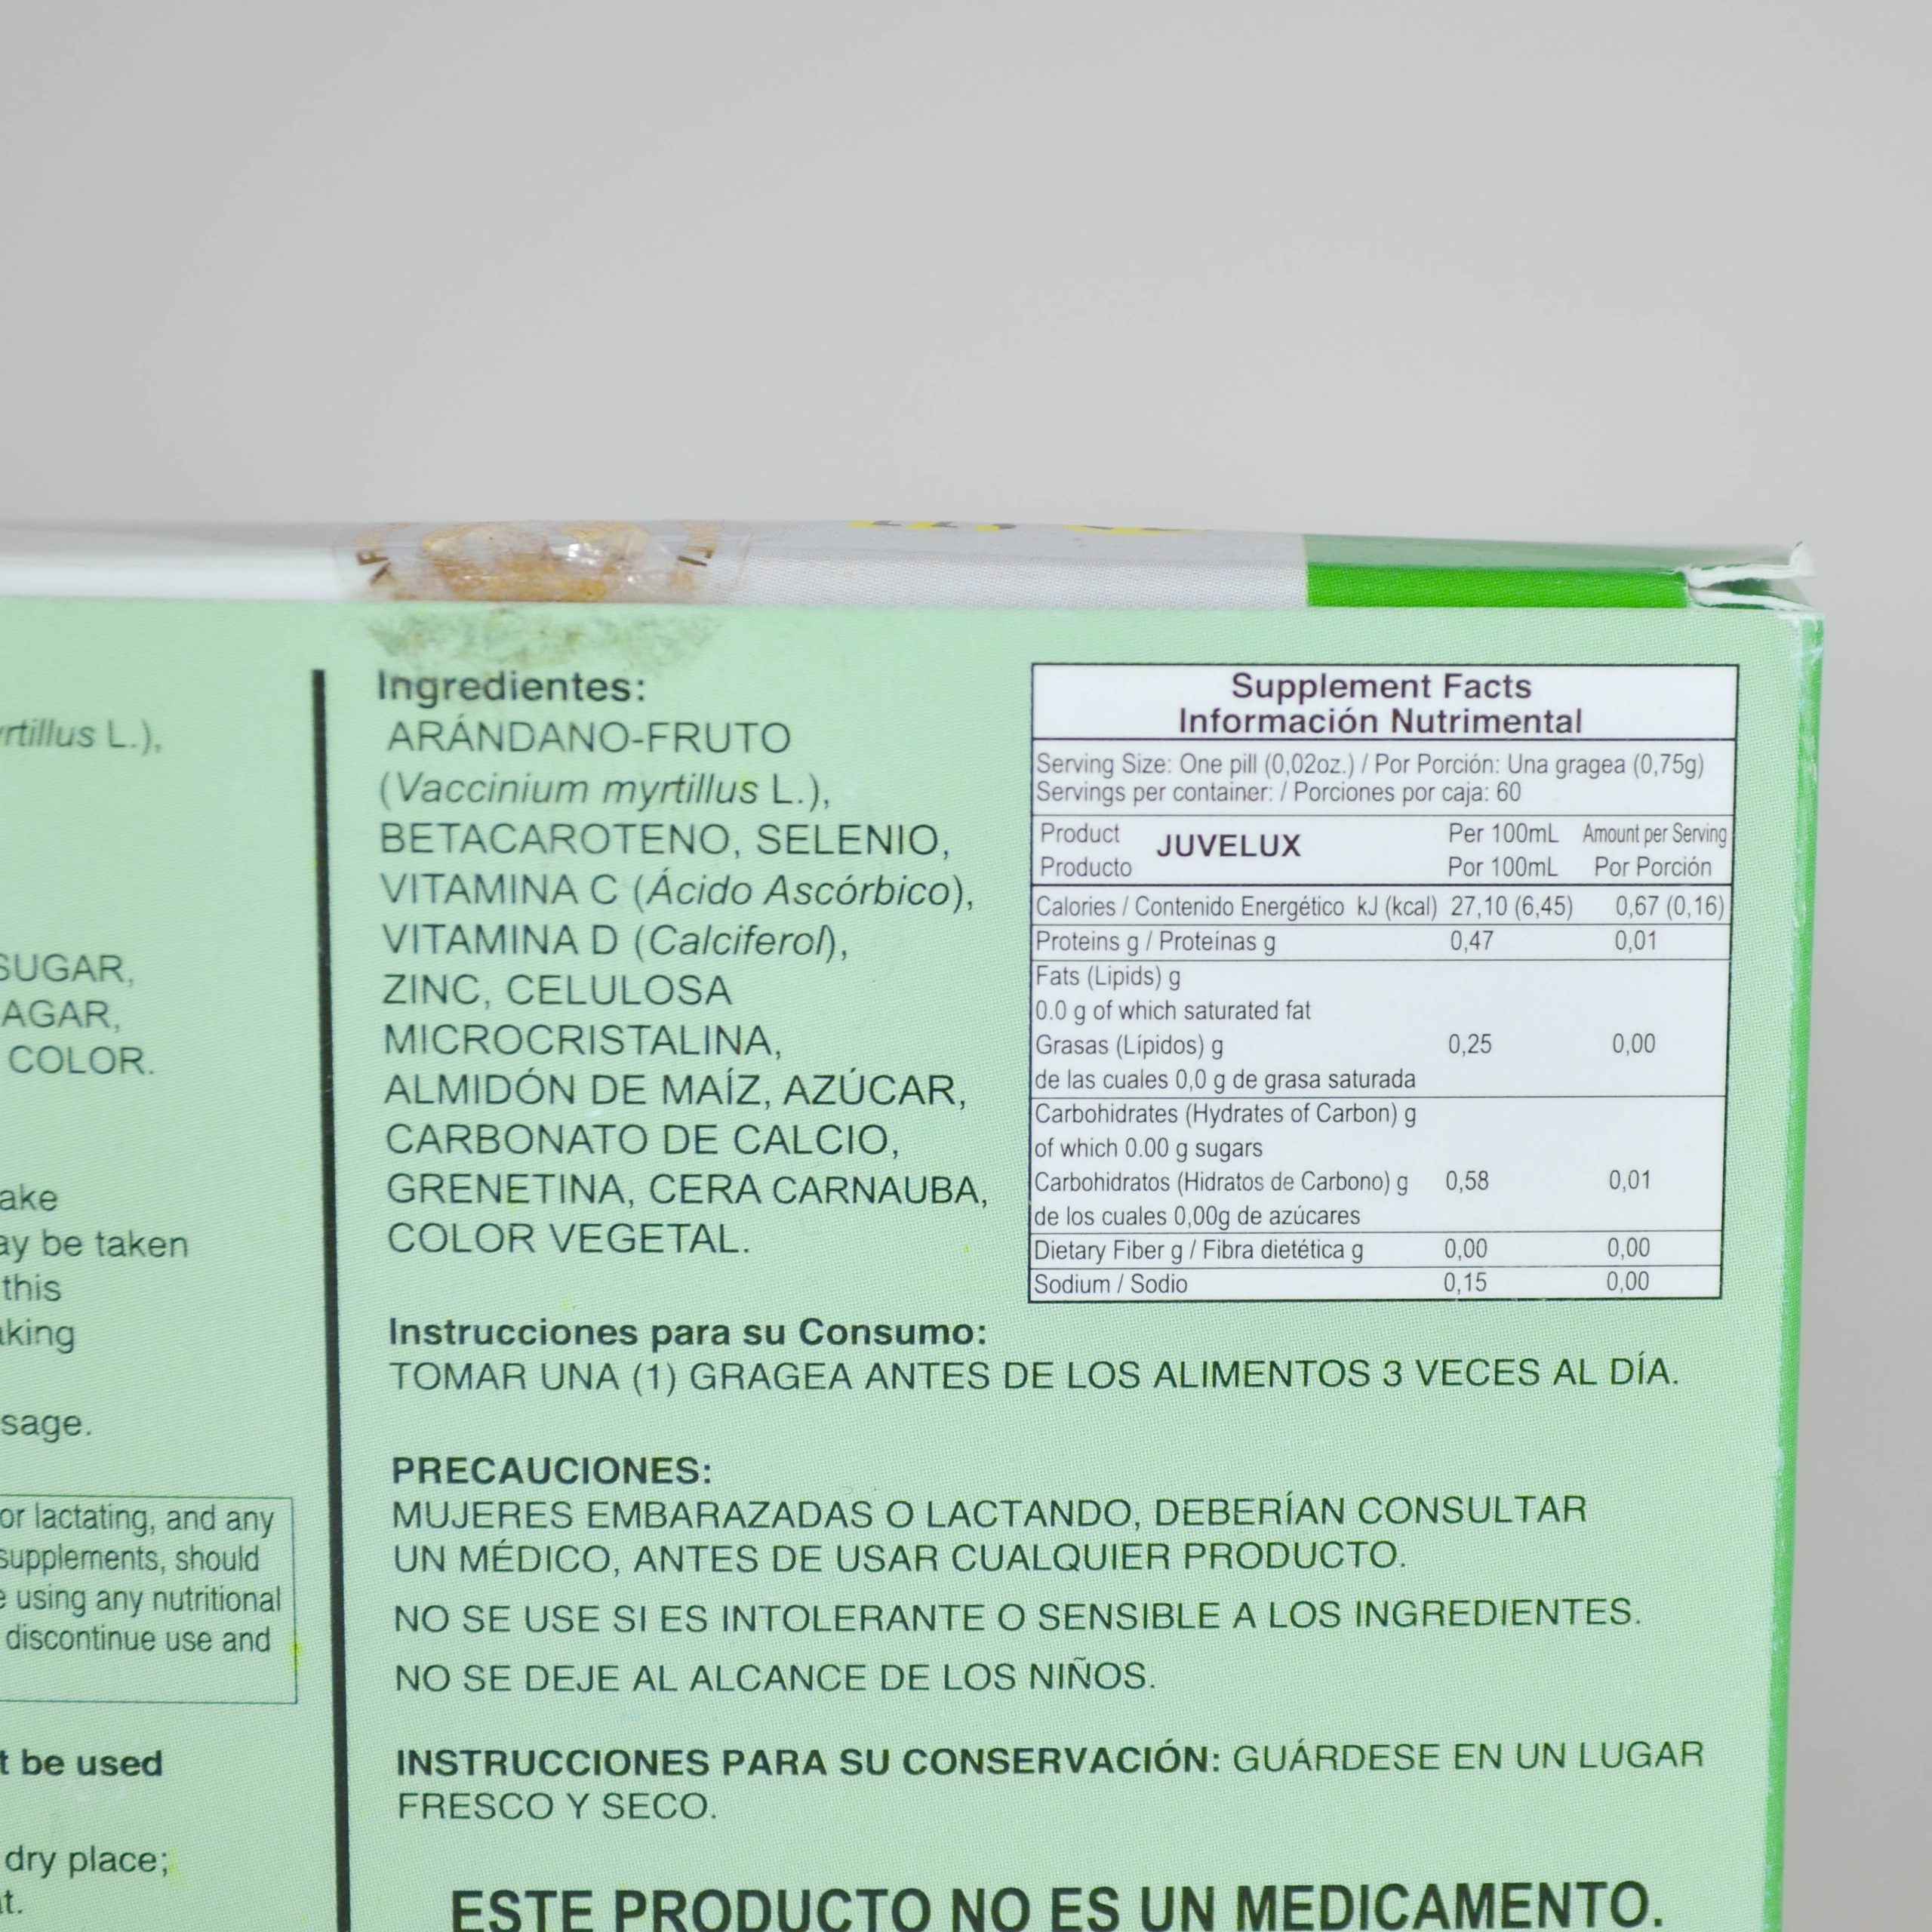 rtillus L.),
SUGAR,
AGAR,
COLOR.
ake
ay be taken
this
king
sage.
or lactating, and any
supplements, should
e using any nutritional
discontinue use and
t be used
dry place;
t.
Ingredientes:
ARÁNDANO-FRUTO
(Vaccinium myrtillus L.),
BETACAROTENO, SELENIO,
VITAMINA C (Ácido Ascórbico),
VITAMINA D (Calciferol),
ZINC, CELULOSA
MICROCRISTALINA,
ALMIDÓN DE MAÍZ, AZÚCAR,
CARBONATO DE CALCIO,
GRENETINA, CERA CARNAUBA,
COLOR VEGETAL.
Supplement Facts
Información Nutrimental
Serving Size: One pill (0,02oz.) / Por Porción: Una gragea (0,75g)
Servings per container: / Porciones por caja: 60
Product JUVELUX Per 100mL Amount per Serving
Producto Por 100mL Por Porción
Calories / Contenido Energético kJ (kcal) 27,10 (6,45) 0,67 (0,16)
Proteins g / Proteínas g 0,47 0,01
Fats (Lipids) g
0.0 g of which saturated fat
Grasas (Lípidos) g 0,25 0,00
de las cuales 0,0 g de grasa saturada
Carbohidrates (Hydrates of Carbon) g
of which 0.00 g sugars
Carbohidratos (Hidratos de Carbono) g 0,58 0,01
de los cuales 0,00g de azúcares
Dietary Fiber g / Fibra dietética g 0,00 0,00
Sodium / Sodio 0,15 0,00
Instrucciones para su Consumo:
TOMAR UNA (1) GRAGEA ANTES DE LOS ALIMENTOS 3 VECES AL DÍA.
PRECAUCIONES:
MUJERES EMBARAZADAS O LACTANDO, DEBERÍAN CONSULTAR
UN MÉDICO, ANTES DE USAR CUALQUIER PRODUCTO.
NO SE USE SI ES INTOLERANTE O SENSIBLE A LOS INGREDIENTES.
NO SE DEJE AL ALCANCE DE LOS NIÑOS.
INSTRUCCIONES PARA SU CONSERVACIÓN: GUÁRDESE EN UN LUGAR
FRESCO Y SECO.
ESTE PRODUCTO NO ES UN MEDICAMENTO.